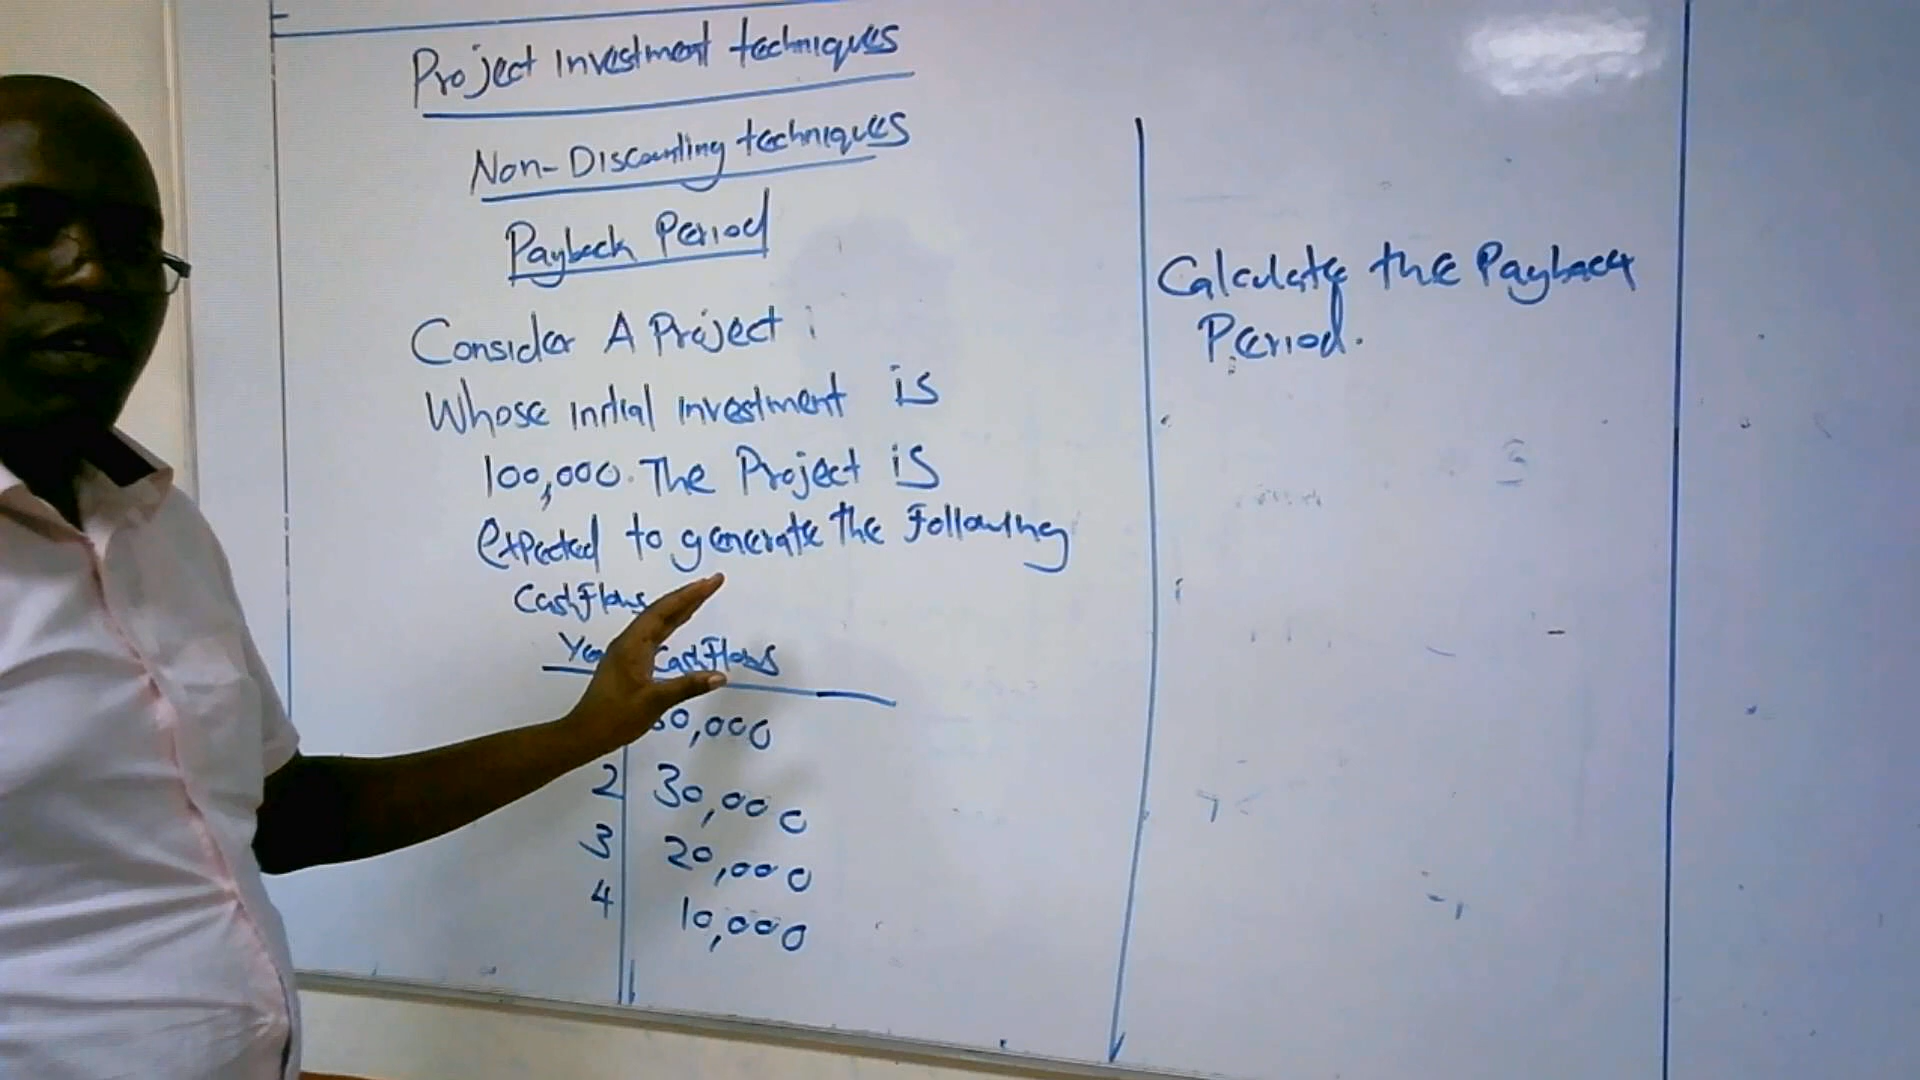 Project Investment techniques
Non-Discounting techniques
Payback Period
Consider A Project
Whose initial investment is
100,000. The Project is
expected to generate the Following
Cashflows
Cashflows
0,000
2 30,000
3 20,000
4 10,000
Calculate the Payback
Period.